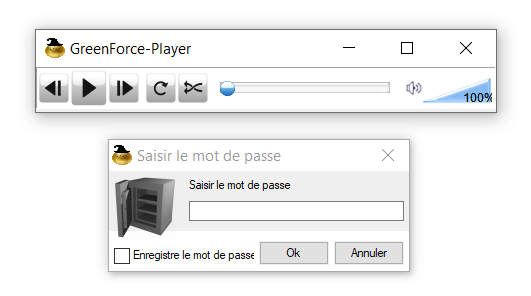 GreenForce-Player
100%
Saisir le mot de passe
Saisir le mot de passe
Enregistre le mot de passe
Ok
Annuler